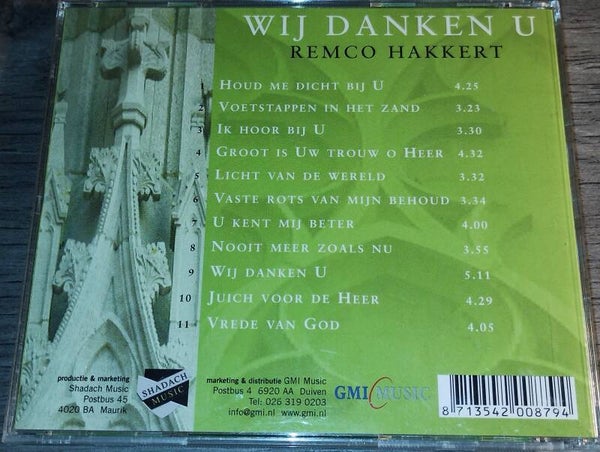 WIJ DANKEN U
REMCO HAKKERT
1 HOUD ME DICHT BIJ U 4.25
2 VOETSTAPPEN IN HET ZAND 3.23
3 IK HOOR BIJ U 3.30
4 GROOT IS UW TROUW O HEER 4.32
5 LICHT VAN DE WERELD 3.32
6 VASTE ROTS VAN MIJN BEHOUD 3.34
7 U KENT MIJ BETER 4.00
8 NOOIT MEER ZOALS NU 3.55
9 WIJ DANKEN U 5.11
10 JUICH VOOR DE HEER 4.29
11 VREDE VAN GOD 4.05
productie & marketing
Shadach Music
Postbus 45
4020 BA Maurik
SHADACH
MUSIC
marketing & distributie GMI Music
Postbus 4 6920 AA Duiven
Tel: 026 319 0203
info@gmi.nl www.gmi.nl
GMI MUSIC
8 713542 008794